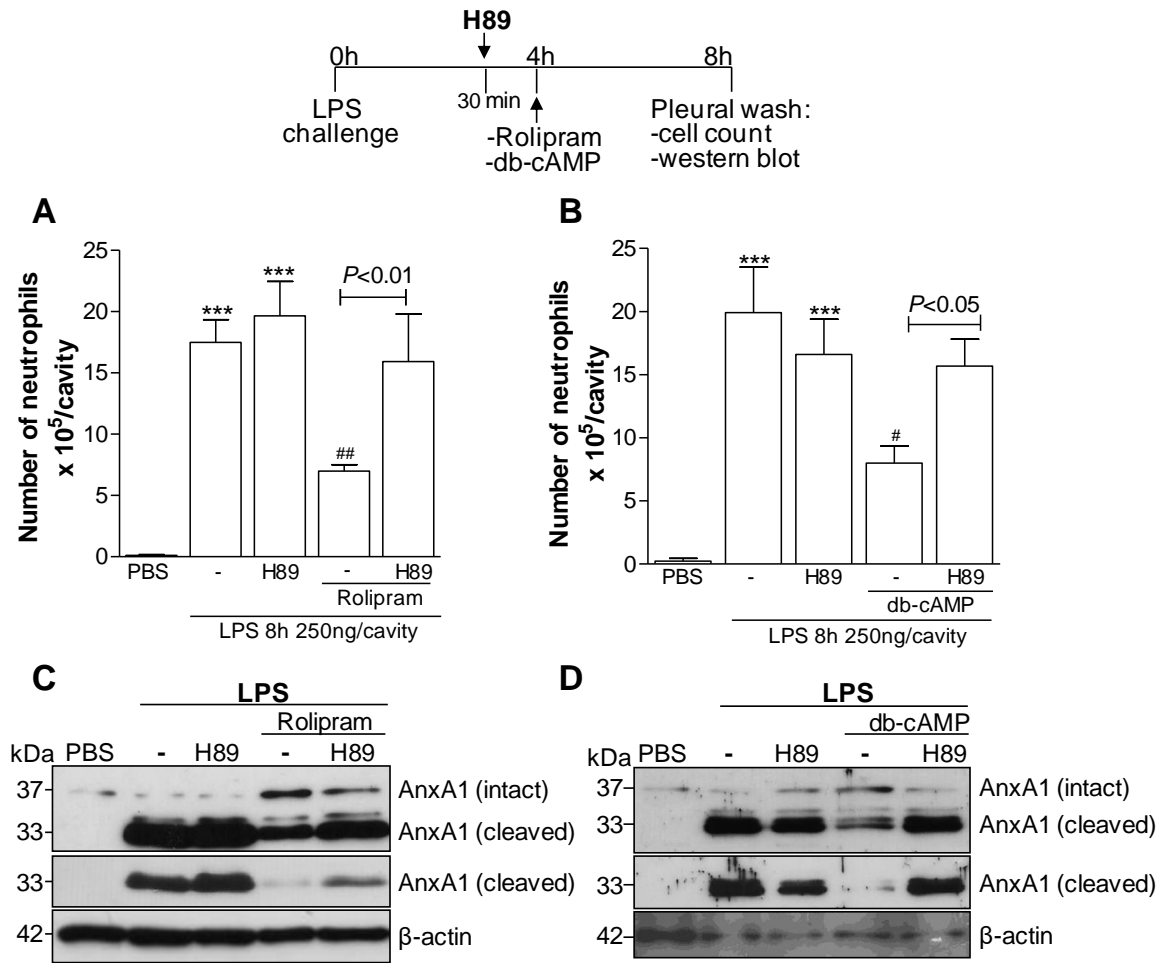 H89
0h 4h 8h
30 min
LPS
challenge
-Rolipram
-db-cAMP
Pleural wash:
-cell count
-western blot
A
Number of neutrophils
x 10⁵/cavity
25
20
15
10
5
0
***
***
P<0.01
##
PBS - H89 - H89
Rolipram
LPS 8h 250ng/cavity
B
Number of neutrophils
x 10⁵/cavity
25
20
15
10
5
0
***
***
P<0.05
#
PBS - H89 - H89
db-cAMP
LPS 8h 250ng/cavity
C
LPS
Rolipram
kDa PBS - H89 - H89
37 AnxA1 (intact)
33 AnxA1 (cleaved)
33 AnxA1 (cleaved)
42 β-actin
D
LPS
db-cAMP
kDa PBS - H89 - H89
37 AnxA1 (intact)
33 AnxA1 (cleaved)
33 AnxA1 (cleaved)
42 β-actin